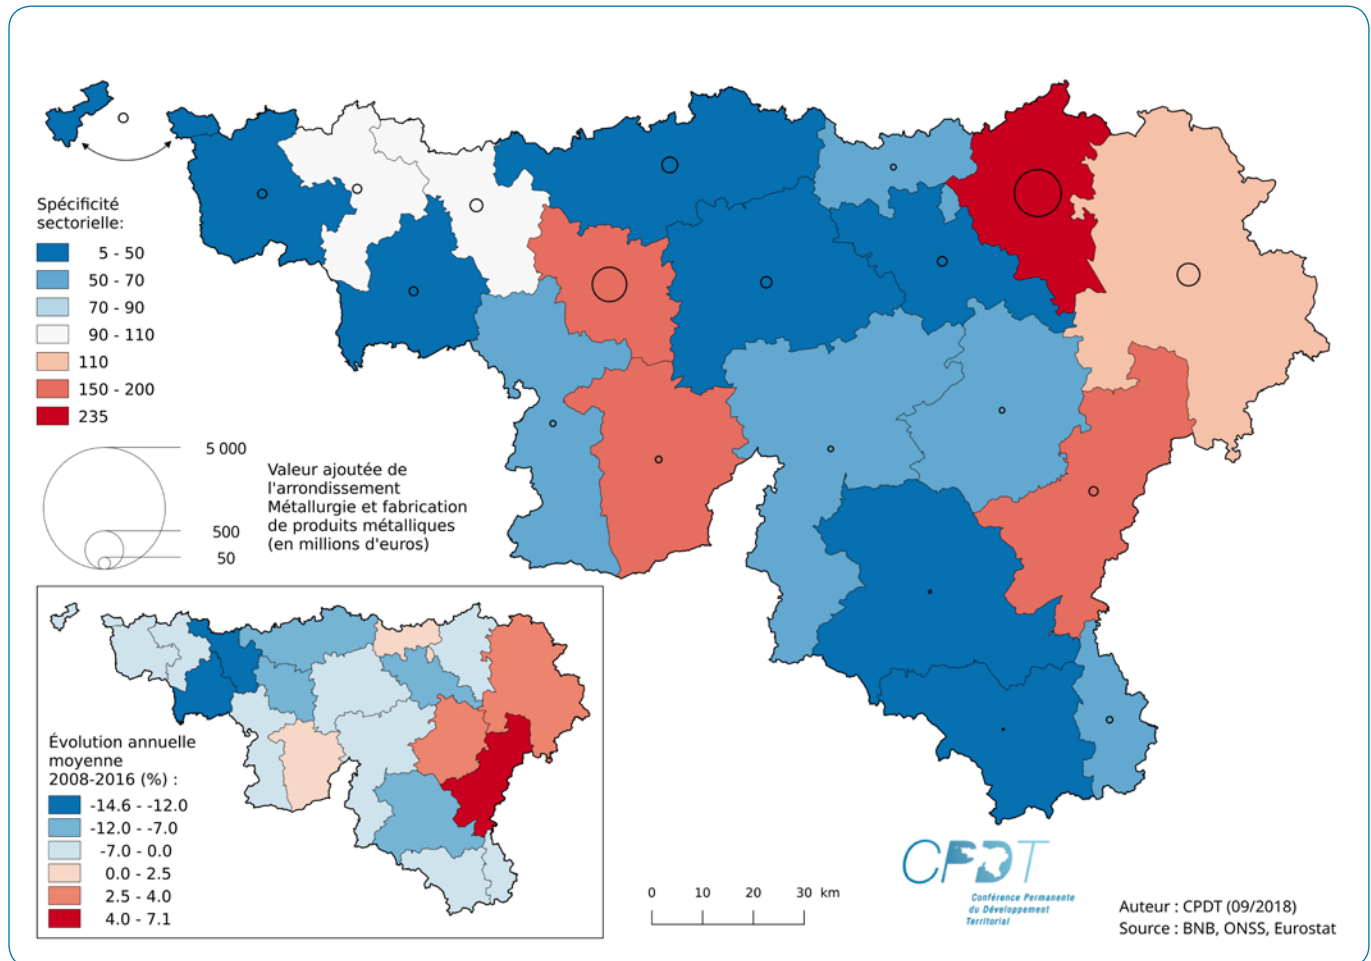 Spécificité
sectorielle:
5 - 50
50 - 70
70 - 90
90 - 110
110
150 - 200
235
5 000
500
50
Valeur ajoutée de
l'arrondissement
Métallurgie et fabrication
de produits métalliques
(en millions d'euros)
Évolution annuelle
moyenne
2008-2016 (%) :
-14.6 - -12.0
-12.0 - -7.0
-7.0 - 0.0
0.0 - 2.5
2.5 - 4.0
4.0 - 7.1
0 10 20 30 km
CPDT
Conférence Permanente
du Développement
Territorial
Auteur : CPDT (09/2018)
Source : BNB, ONSS, Eurostat